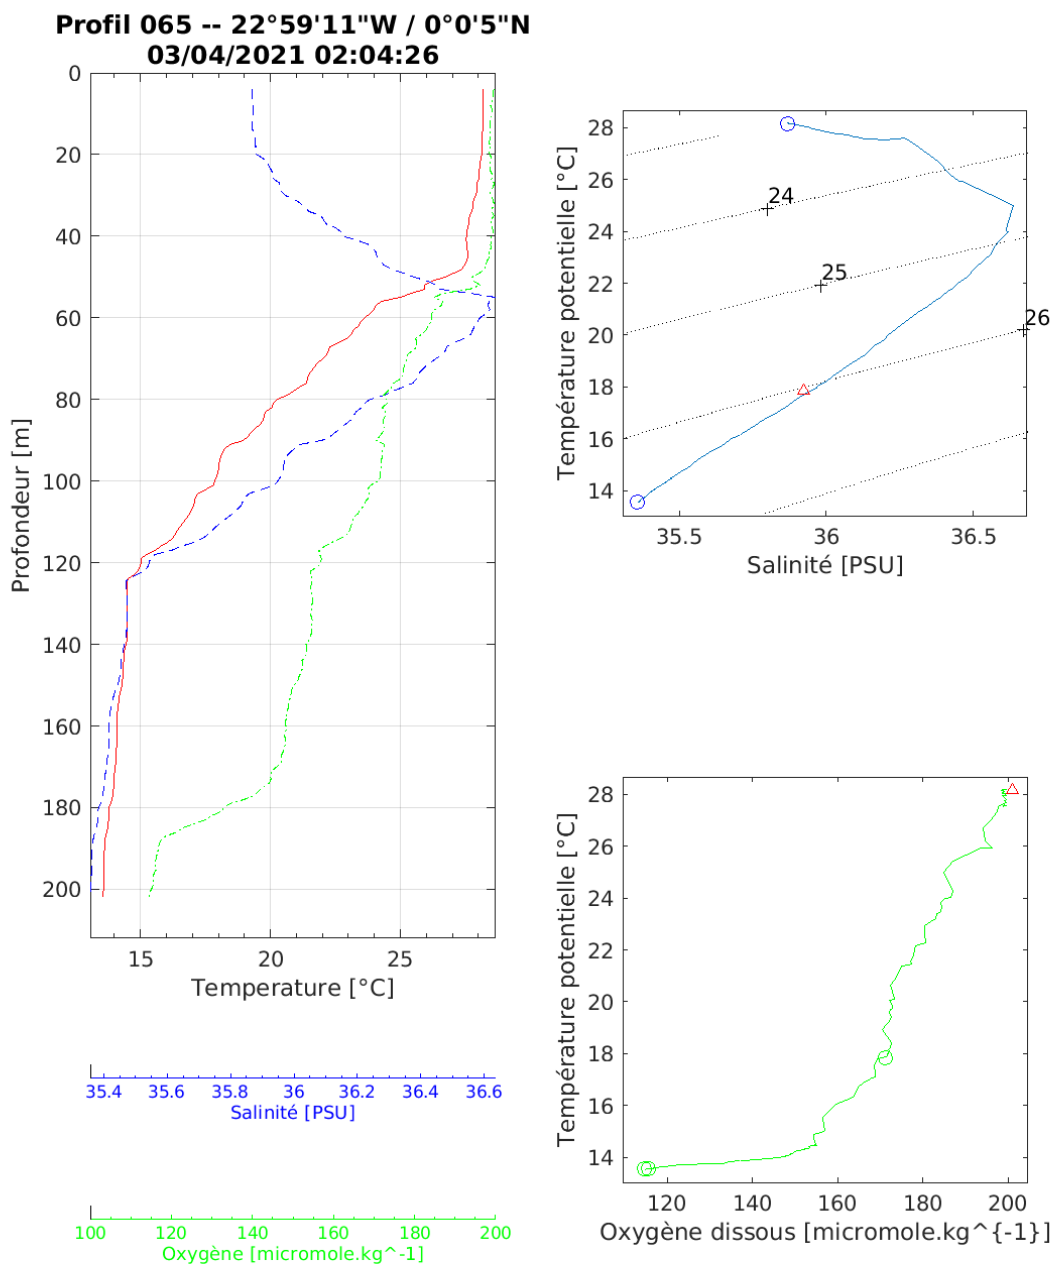 Profil 065 -- 22°59'11"W / 0°0'5"N
03/04/2021 02:04:26
0
20
40
60
80
100
120
140
160
180
200
Profondeur [m]
15 20 25
Temperature [°C]
35.4 35.6 35.8 36 36.2 36.4 36.6
Salinité [PSU]
100 120 140 160 180 200
Oxygène [micromole.kg^-1]
28
26
24
22
20
18
16
14
Température potentielle [°C]
24
25
26
35.5 36 36.5
Salinité [PSU]
28
26
24
22
20
18
16
14
Température potentielle [°C]
120 140 160 180 200
Oxygène dissous [micromole.kg^{-1}]